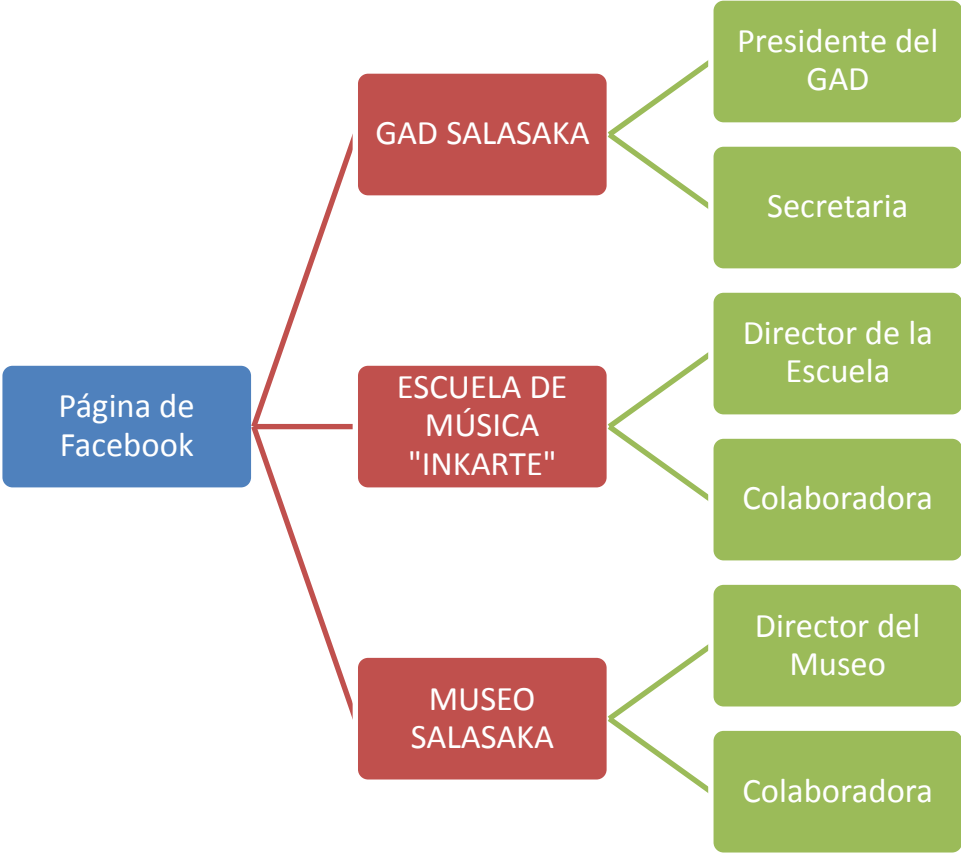 Página de
Facebook
GAD SALASAKA
Presidente del
GAD
Secretaria
ESCUELA DE
MÚSICA
"INKARTE"
Director de la
Escuela
Colaboradora
MUSEO
SALASAKA
Director del
Museo
Colaboradora